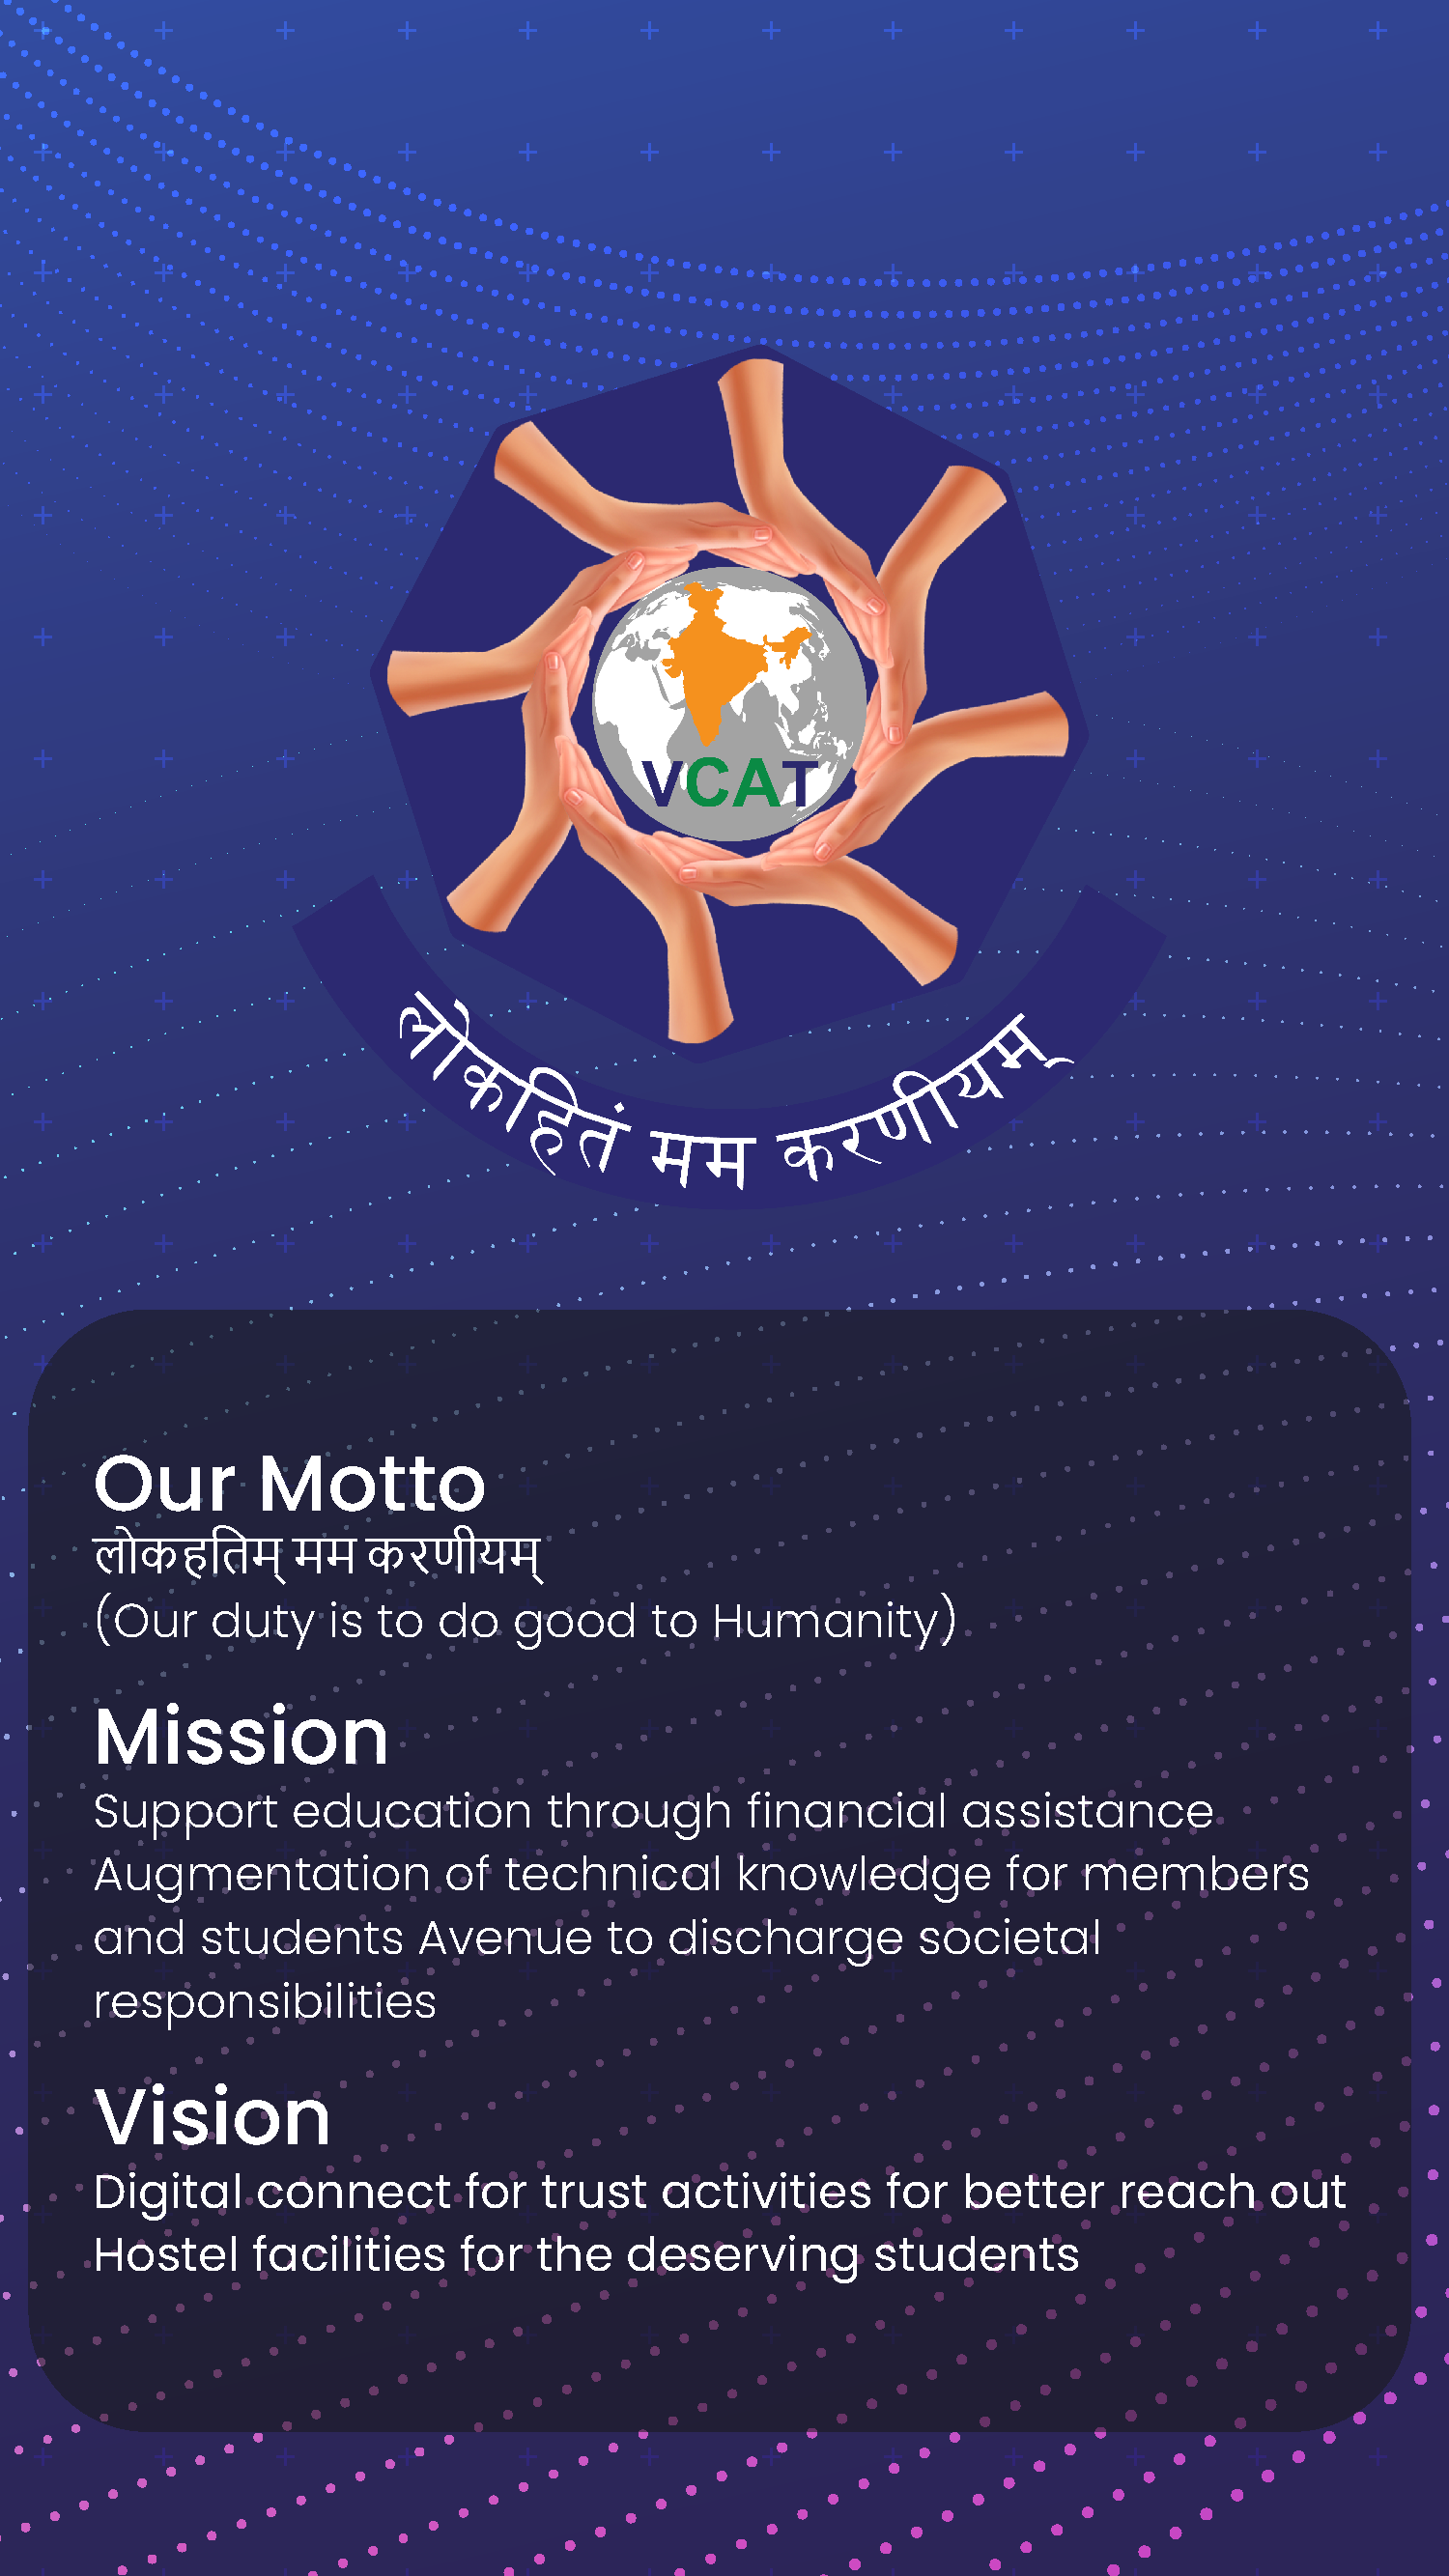 VCAT
लोकहितं मम करणीयम्
Our Motto
लोकहितम् मम करणीयम्
(Our duty is to do good to Humanity)
Mission
Support education through financial assistance
Augmentation of technical knowledge for members
and students Avenue to discharge societal
responsibilities
Vision
Digital connect for trust activities for better reach out
Hostel facilities for the deserving students